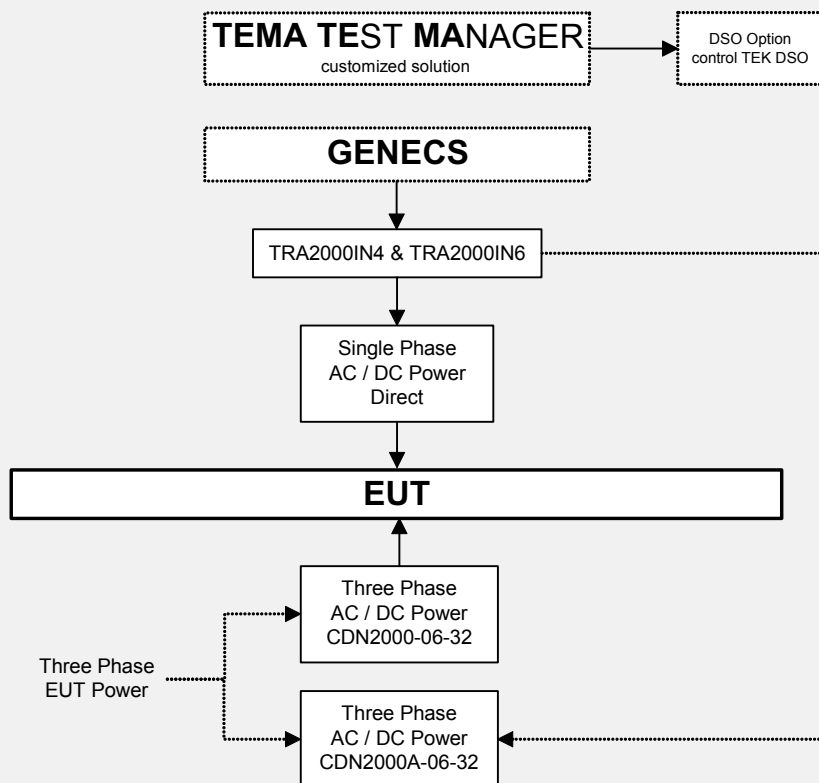 TEMA TEST MANAGER
customized solution
DSO Option
control TEK DSO
GENECS
TRA2000IN4 & TRA2000IN6
Single Phase
AC / DC Power
Direct
EUT
Three Phase
AC / DC Power
CDN2000-06-32
Three Phase
EUT Power
Three Phase
AC / DC Power
CDN2000A-06-32